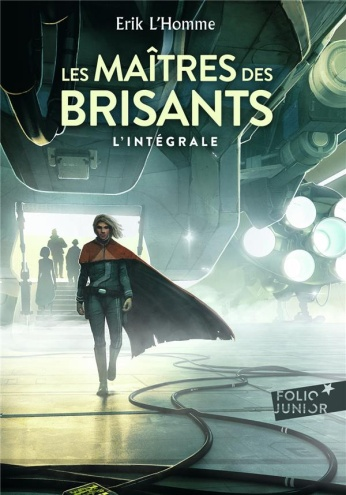 Erik L'Homme
LES MAÎTRES DES
BRISANTS
L'INTÉGRALE
FOLIO
JUNIOR